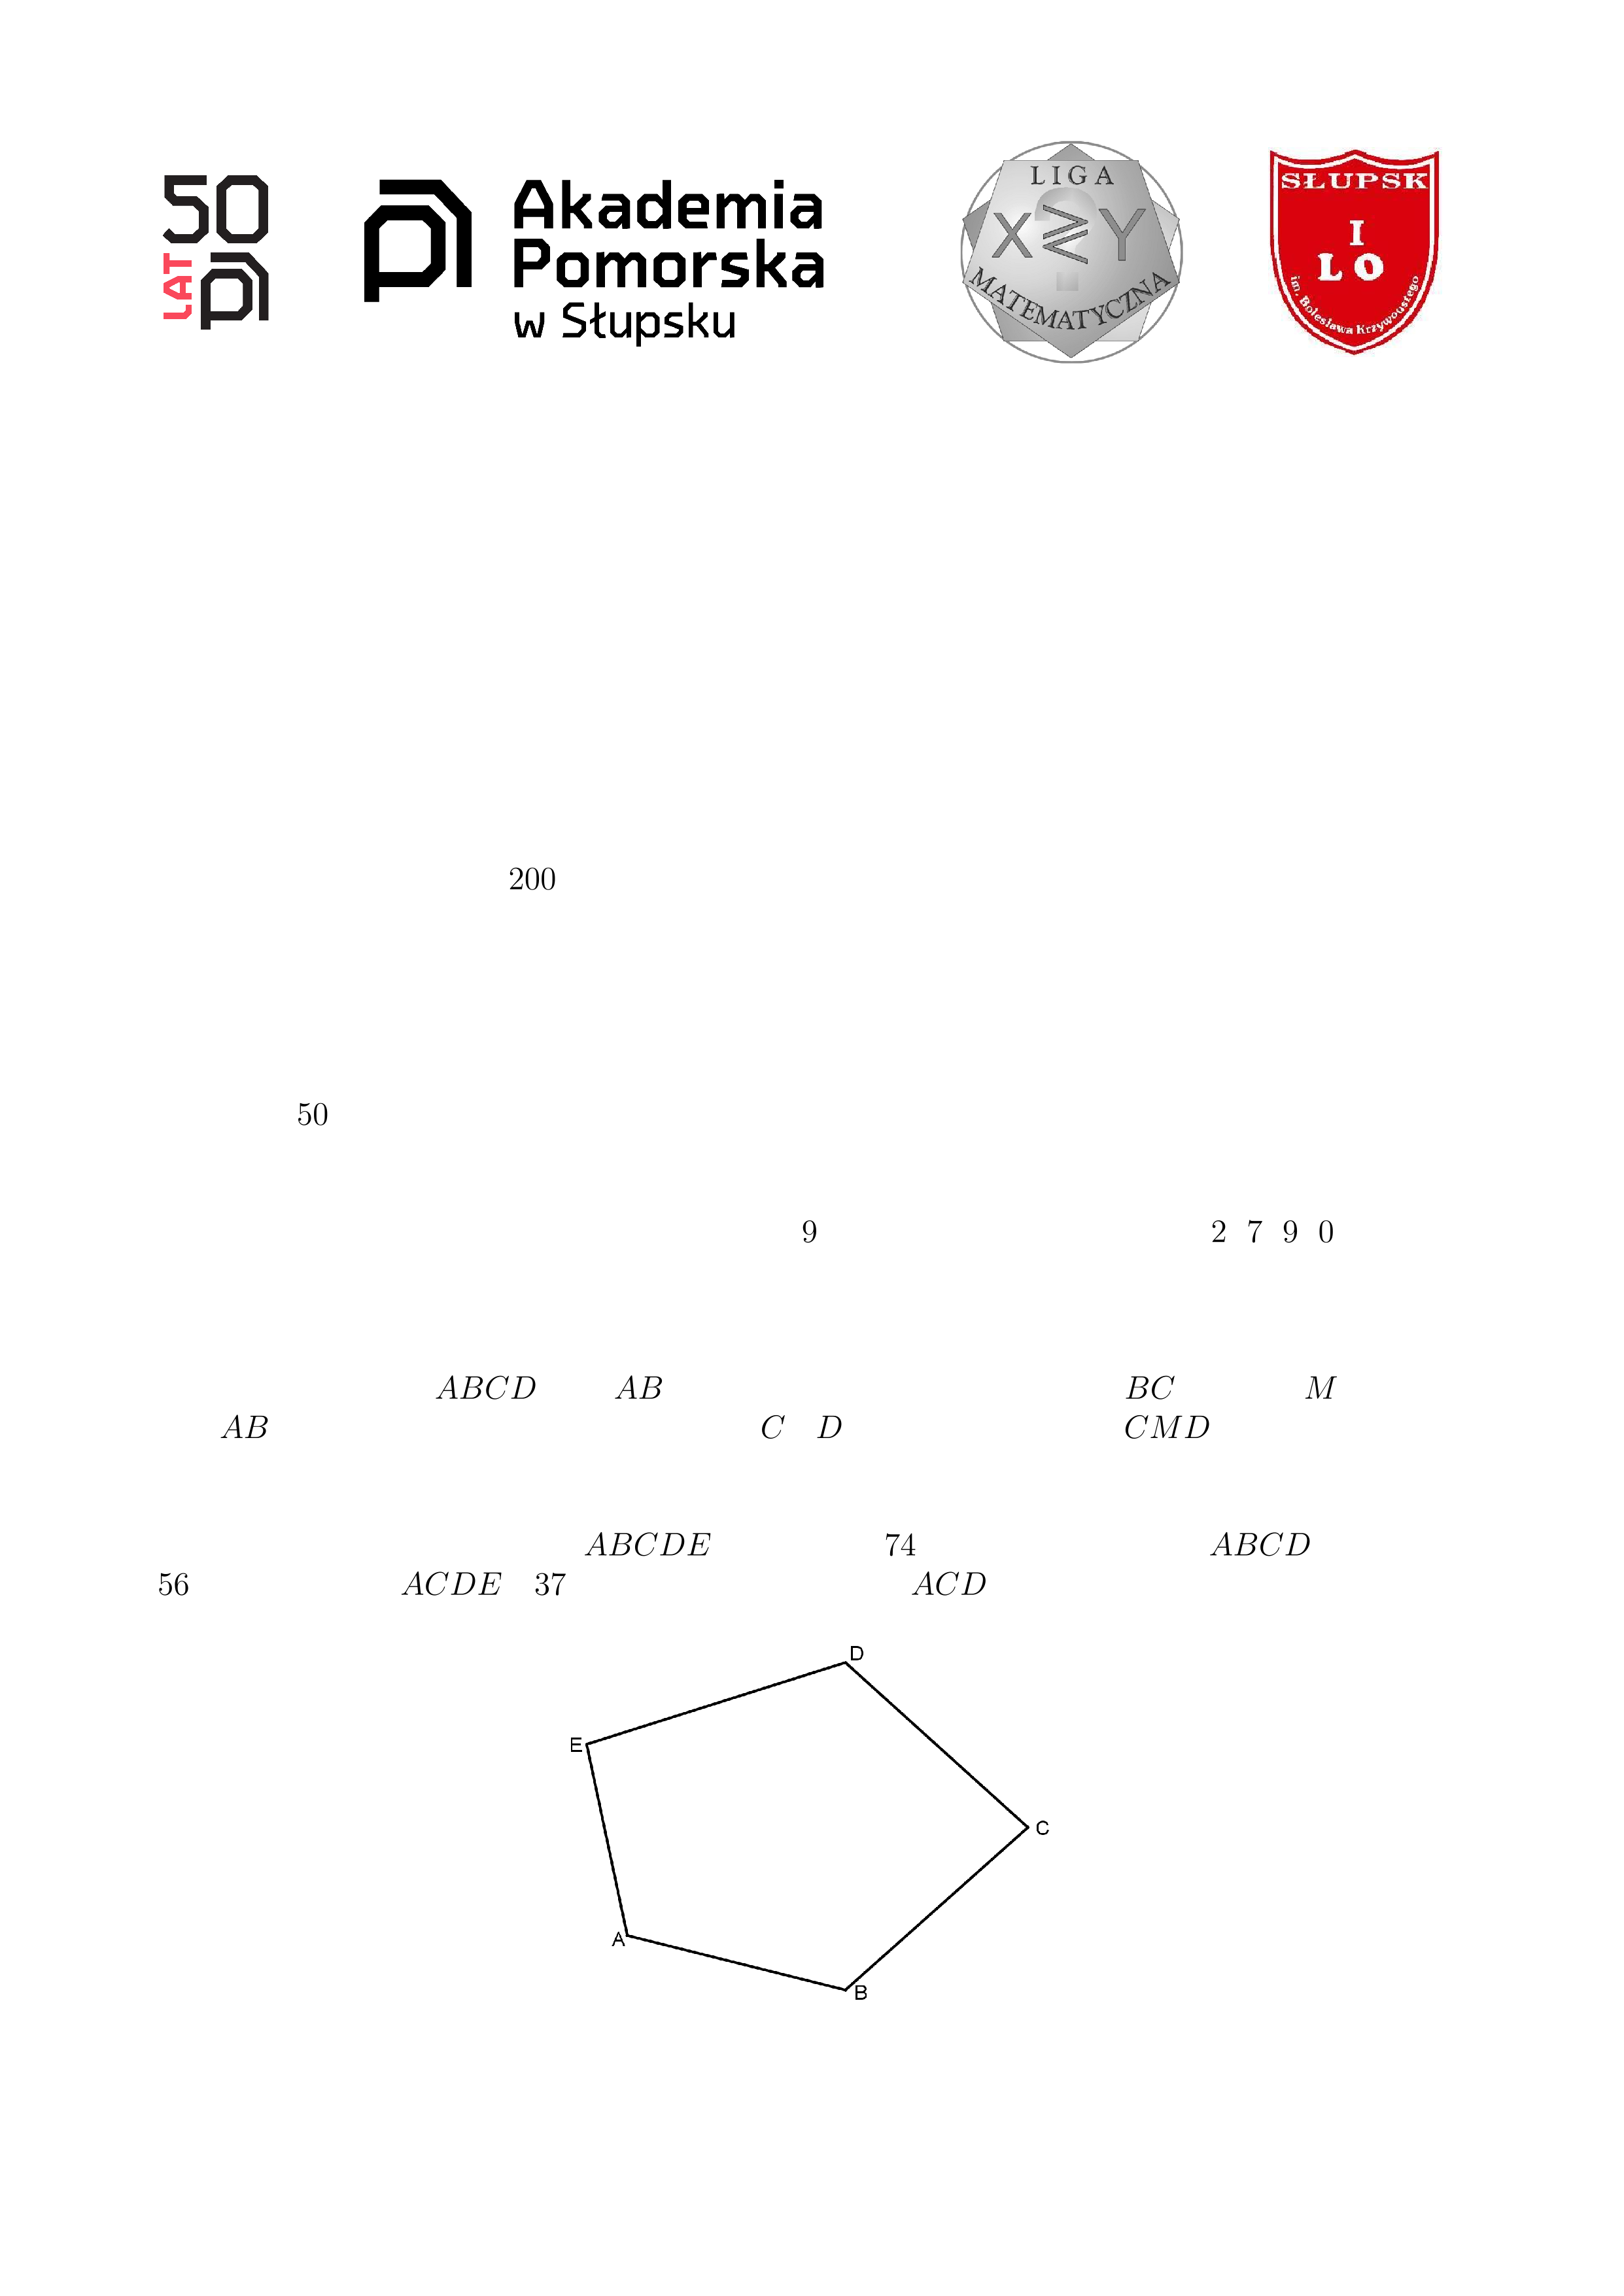 50
LAT
Akademia
Pomorska
w Słupsku
LIGA
X Y
MATEMATYCZNA
SŁUPSK
I
LO
im. Bolesława Krzywoustego
200
50
9 2 7 9 0
ABCD AB BC M
AB C D CMD
ABCDE 74 ABCD
56 ACDE 37 ACD
D
E
C
A
B